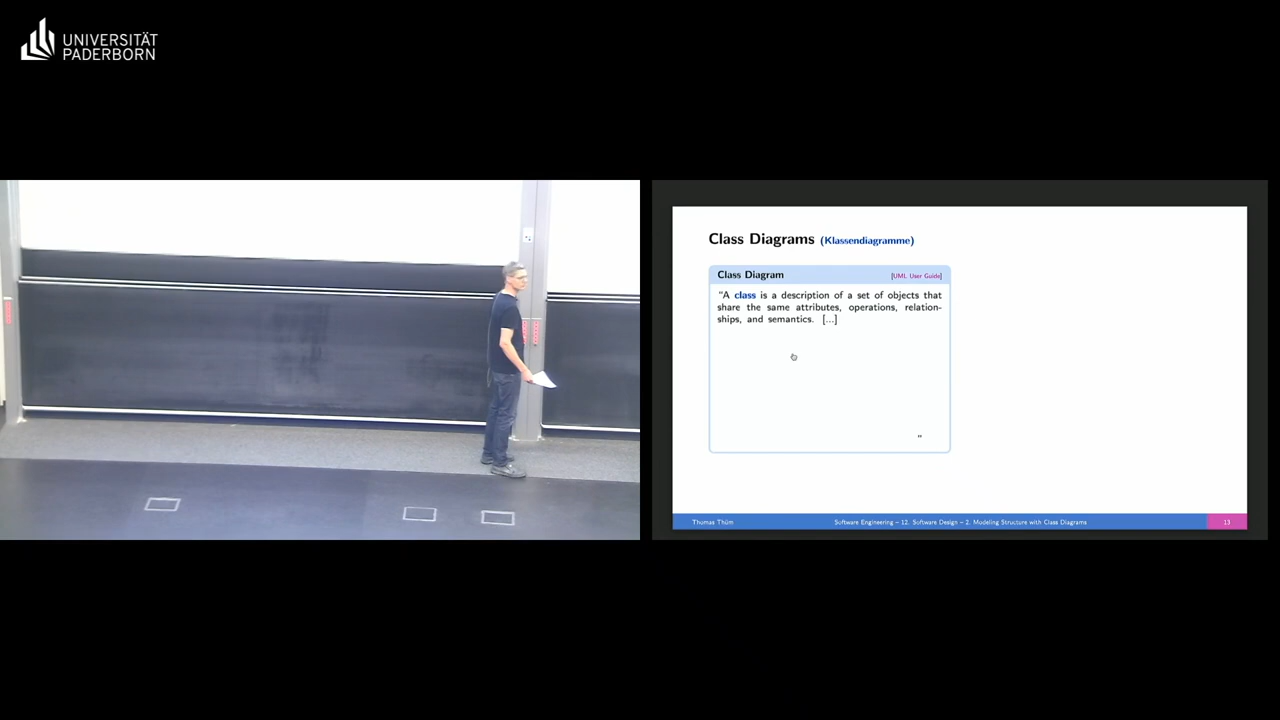 UNIVERSITÄT
PADERBORN
Class Diagrams (Klassendiagramme)
Class Diagram [UML User Guide]
"A class is a description of a set of objects that
share the same attributes, operations, relation-
ships, and semantics. [...]
"
Thomas Thüm Software Engineering – 12. Software Design – 2. Modeling Structure with Class Diagrams 13